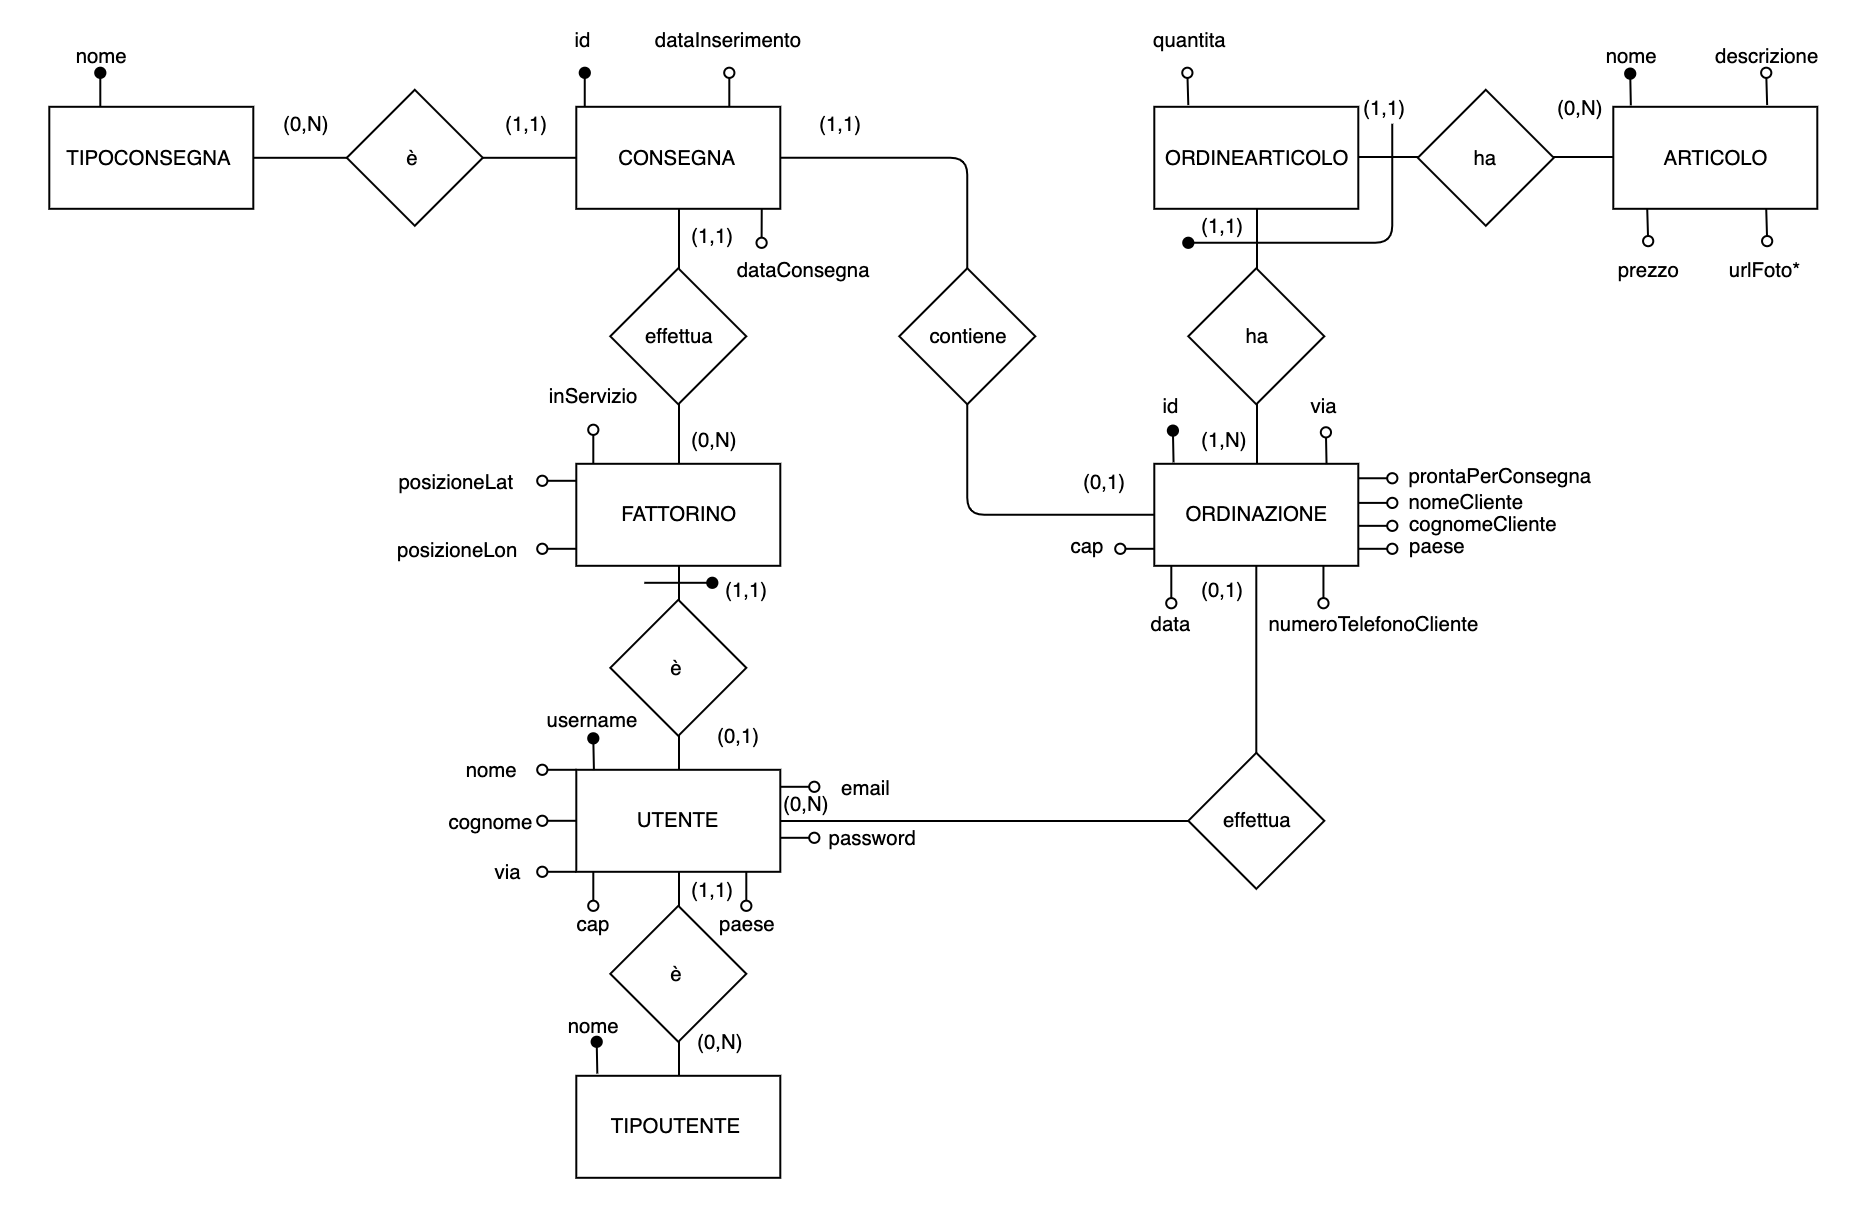 id
dataInserimento
quantita
nome
nome
descrizione
(0,N)
(1,1)
(1,1)
(1,1)
(0,N)
TIPOCONSEGNA
è
CONSEGNA
ORDINEARTICOLO
ha
ARTICOLO
(1,1)
(1,1)
dataConsegna
prezzo
urlFoto*
effettua
contiene
ha
inServizio
id
via
(0,N)
(1,N)
posizioneLat
(0,1)
prontaPerConsegna
nomeCliente
FATTORINO
ORDINAZIONE
cognomeCliente
posizioneLon
cap
paese
(1,1)
(0,1)
data
numeroTelefonoCliente
è
username
(0,1)
nome
email
(0,N)
cognome
UTENTE
effettua
password
via
(1,1)
cap
paese
è
nome
(0,N)
TIPOUTENTE